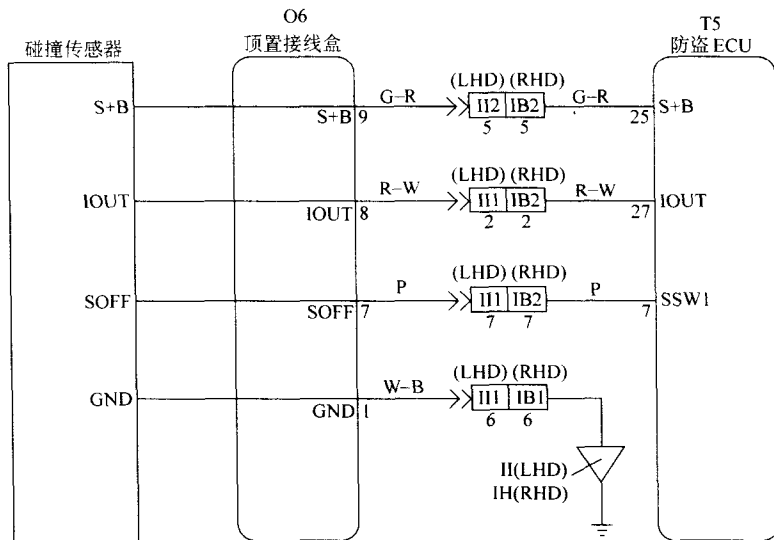 O6
顶置接线盒
碰撞传感器
T5
防盗ECU
S+B
S+B 9
G-R
(LHD) (RHD)
II2 IB2
5 5
G-R
25 S+B
IOUT
IOUT 8
R-W
(LHD) (RHD)
II1 IB2
2 2
R-W
27 IOUT
SOFF
SOFF 7
P
(LHD) (RHD)
II1 IB2
7 7
P
7 SSW1
GND
GND 1
W-B
(LHD) (RHD)
II1 IB1
6 6
II(LHD)
IH(RHD)